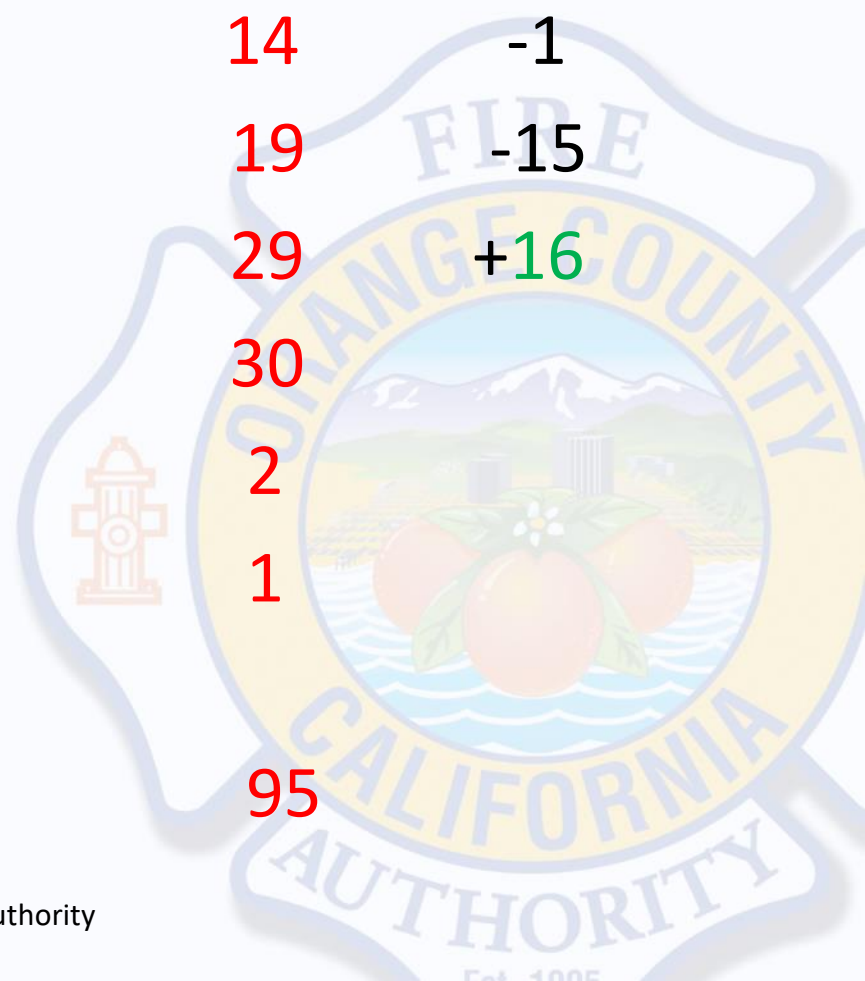 14 -1
19 -15
29 +16
30
2
1
95
uthority
FIRE
ORANGE COUNTY
CALIFORNIA
AUTHORITY